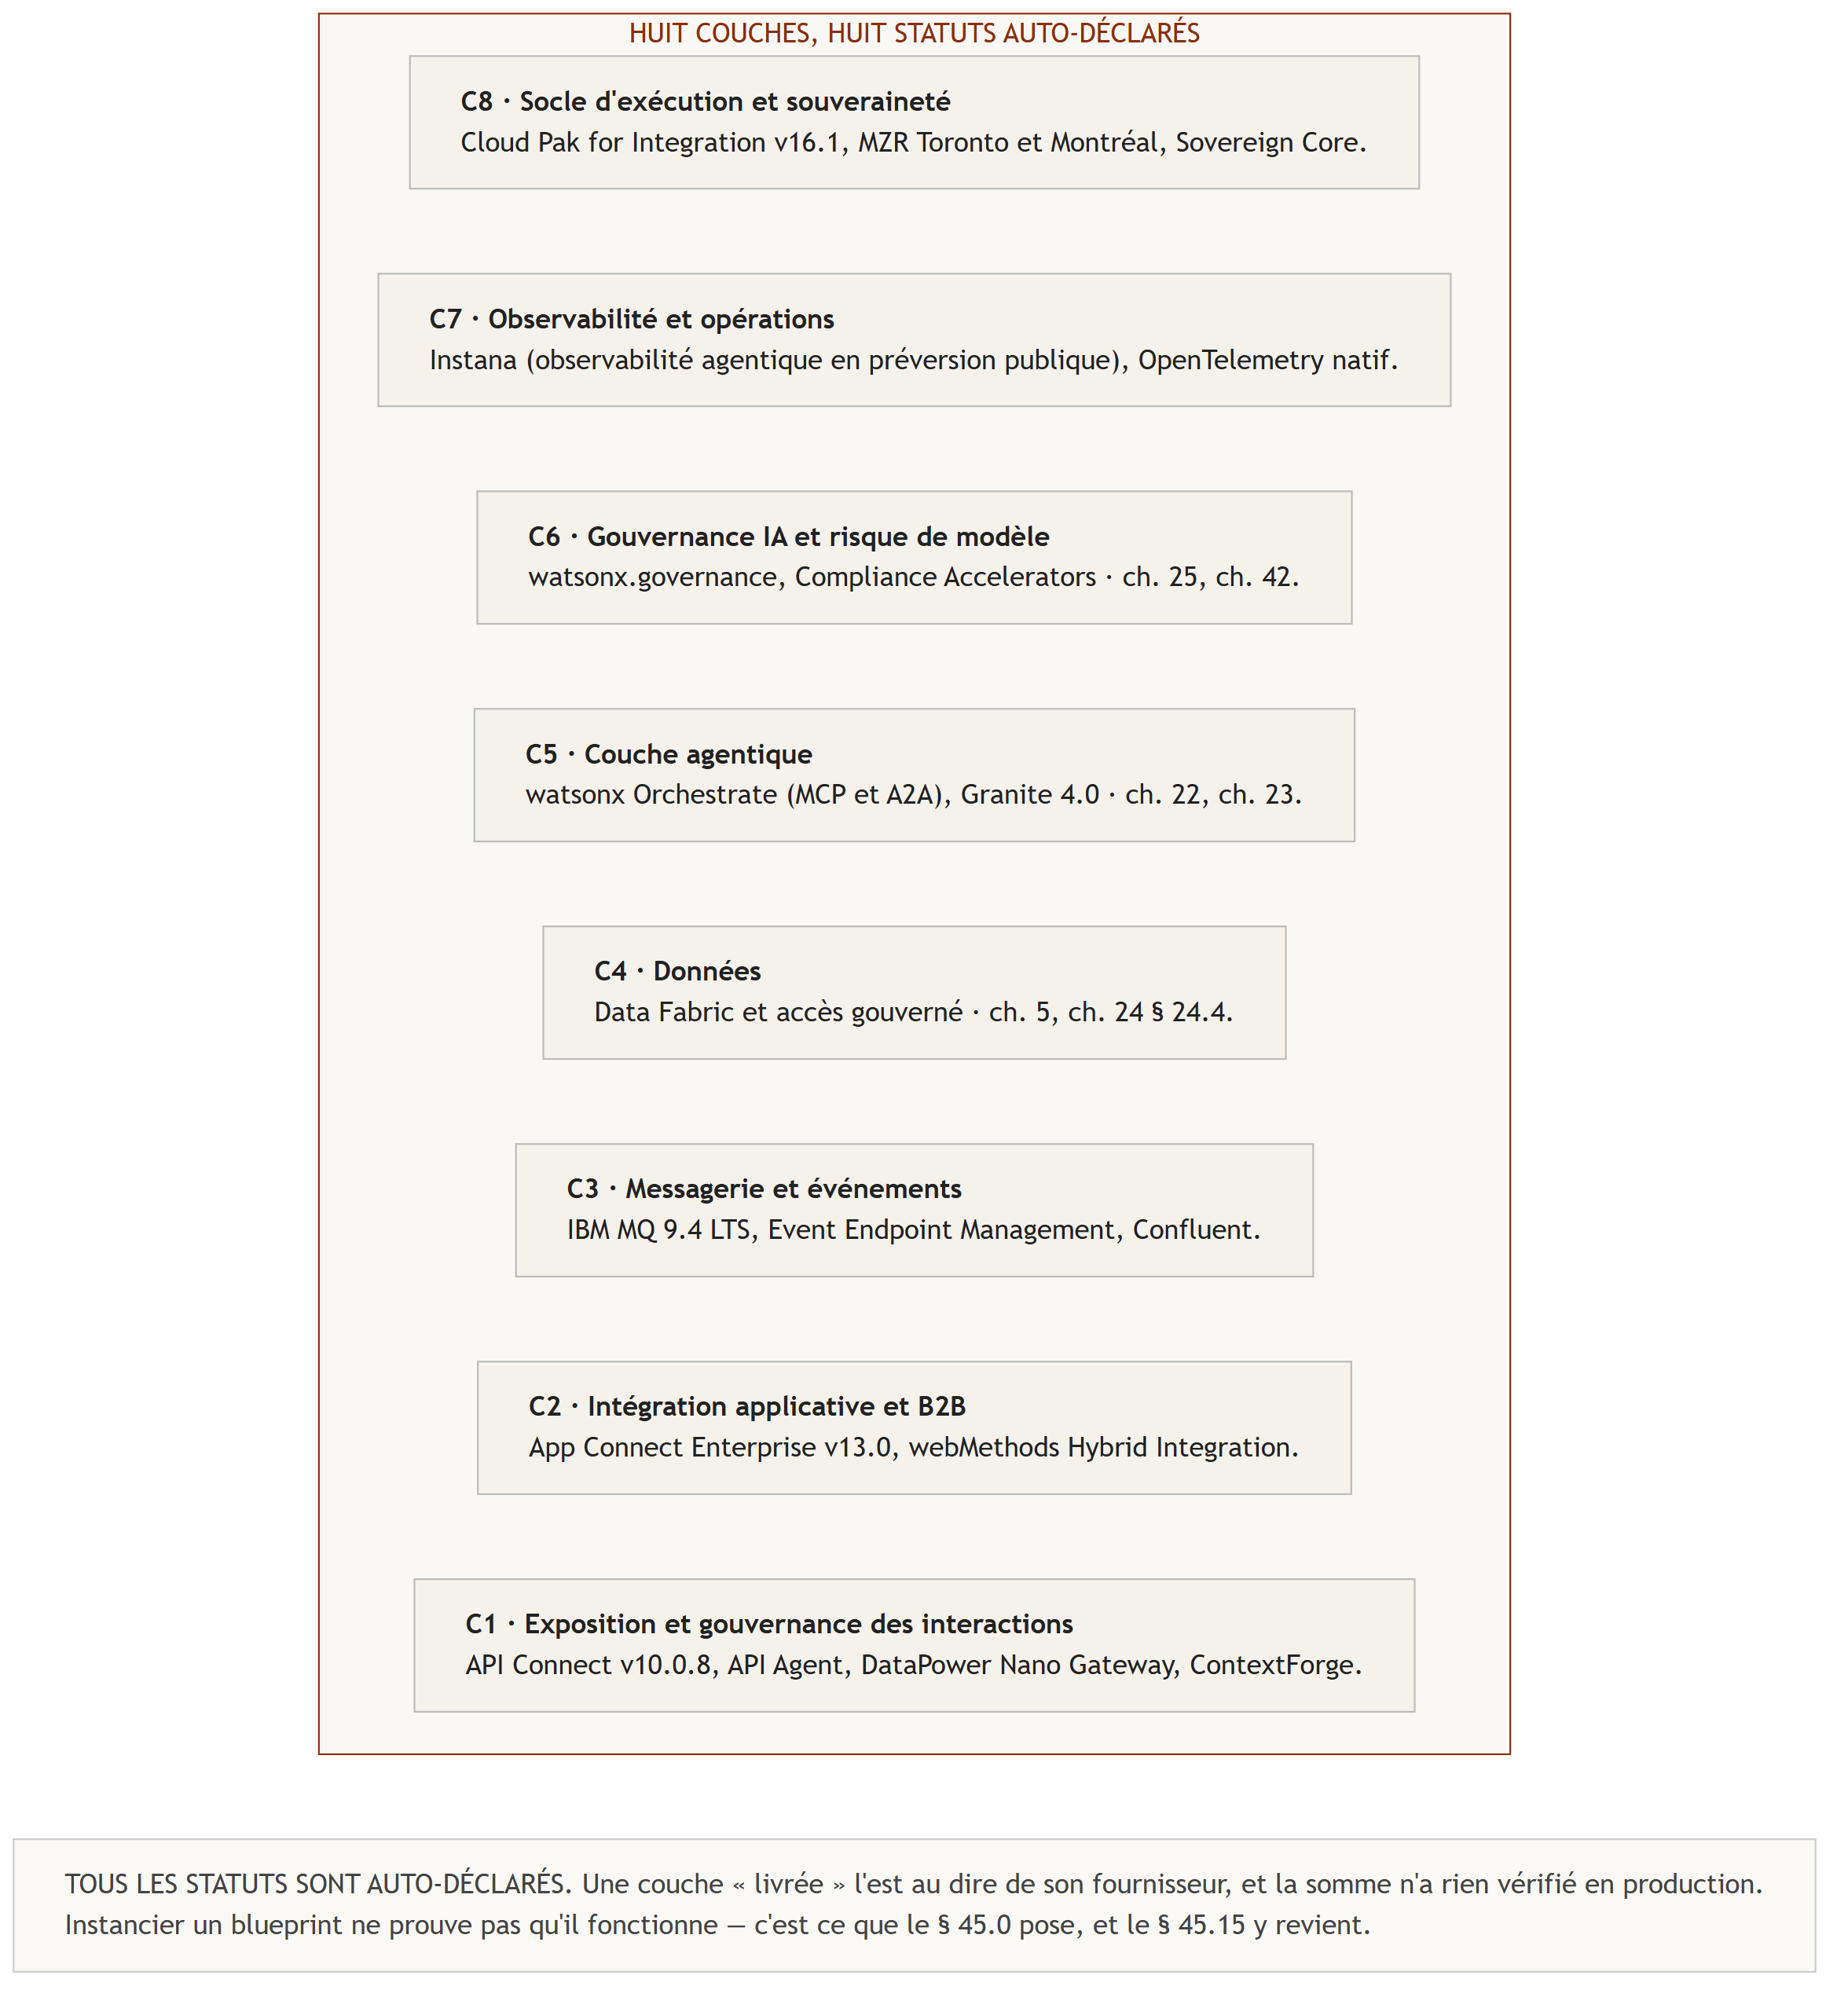 HUIT COUCHES, HUIT STATUTS AUTO-DÉCLARÉS
C8 · Socle d'exécution et souveraineté
Cloud Pak for Integration v16.1, MZR Toronto et Montréal, Sovereign Core.
C7 · Observabilité et opérations
Instana (observabilité agentique en préversion publique), OpenTelemetry natif.
C6 · Gouvernance IA et risque de modèle
watsonx.governance, Compliance Accelerators · ch. 25, ch. 42.
C5 · Couche agentique
watsonx Orchestrate (MCP et A2A), Granite 4.0 · ch. 22, ch. 23.
C4 · Données
Data Fabric et accès gouverné · ch. 5, ch. 24 § 24.4.
C3 · Messagerie et événements
IBM MQ 9.4 LTS, Event Endpoint Management, Confluent.
C2 · Intégration applicative et B2B
App Connect Enterprise v13.0, webMethods Hybrid Integration.
C1 · Exposition et gouvernance des interactions
API Connect v10.0.8, API Agent, DataPower Nano Gateway, ContextForge.
TOUS LES STATUTS SONT AUTO-DÉCLARÉS. Une couche « livrée » l'est au dire de son fournisseur, et la somme n'a rien vérifié en production.
Instancier un blueprint ne prouve pas qu'il fonctionne — c'est ce que le § 45.0 pose, et le § 45.15 y revient.